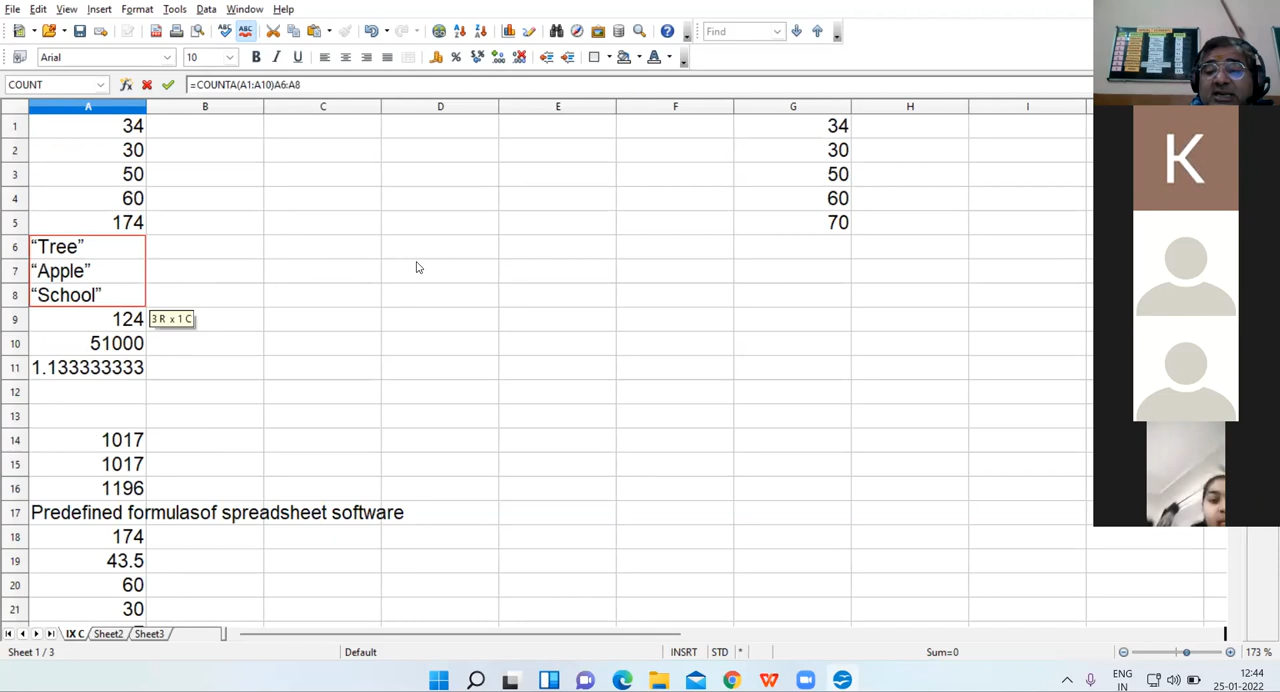 File Edit View Insert Format Tools Data Window Help
Find
Arial 10
COUNT =COUNTA(A1:A10)A6:A8
A B C D E F G H I
1 34 34
2 30 30
3 50 50
4 60 60
5 174 70
6 “Tree”
7 “Apple”
8 “School”
9 124 3 R x 1 C
10 51000
11 1.133333333
12
13
14 1017
15 1017
16 1196
17 Predefined formulasof spreadsheet software
18 174
19 43.5
20 60
21 30
IX C Sheet2 Sheet3
Sheet 1 / 3 Default INSRT STD * Sum=0 173 %
ENG
IN
12:44
25-01-2022
K